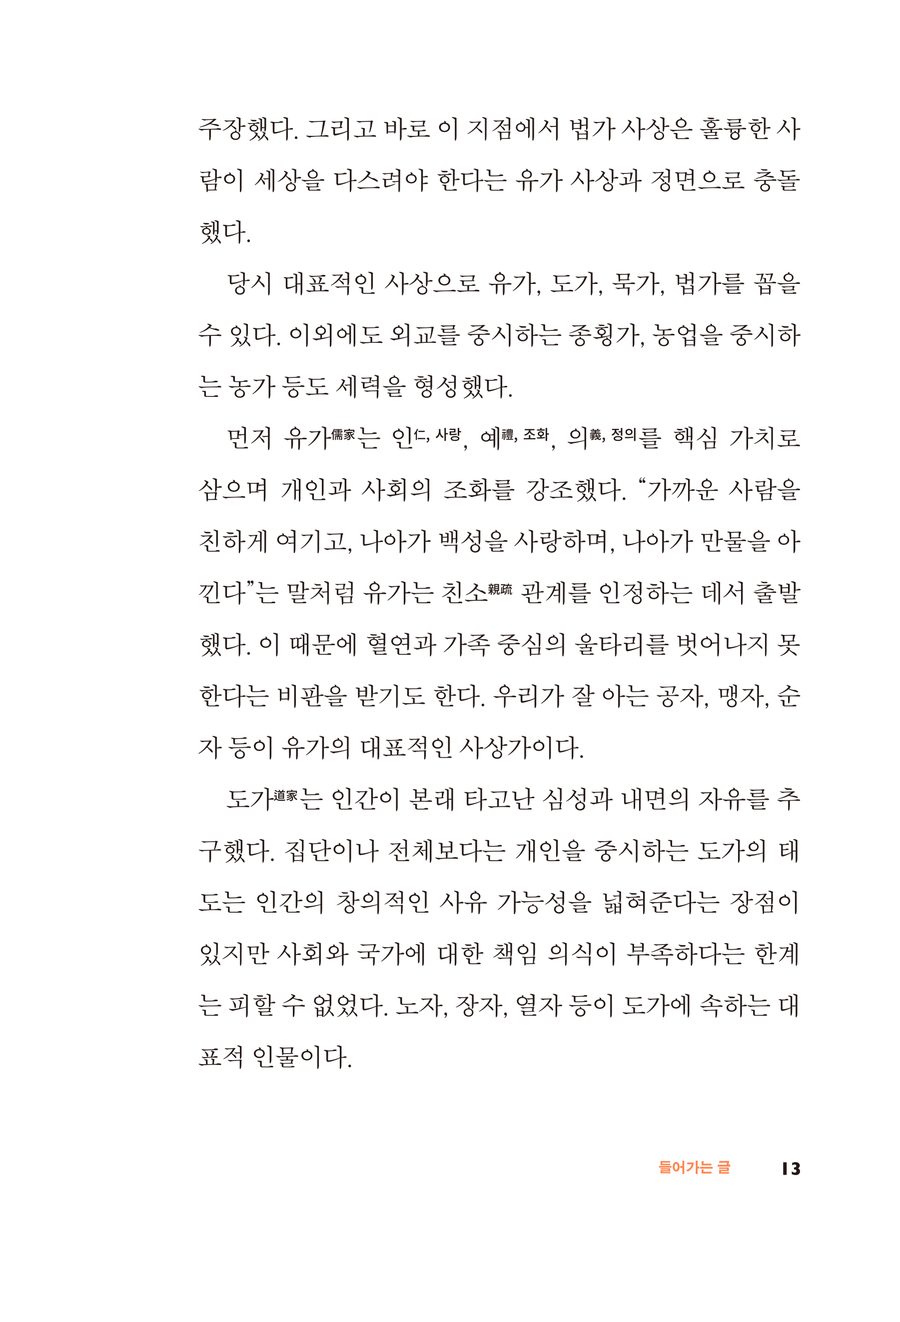 주장했다. 그리고 바로 이 지점에서 법가 사상은 훌륭한 사
람이 세상을 다스려야 한다는 유가 사상과 정면으로 충돌
했다.
당시 대표적인 사상으로 유가, 도가, 묵가, 법가를 꼽을
수 있다. 이외에도 외교를 중시하는 종횡가, 농업을 중시하
는 농가 등도 세력을 형성했다.
먼저 유가儒家는 인仁, 사랑, 예禮, 조화, 의義, 정의를 핵심 가치로
삼으며 개인과 사회의 조화를 강조했다. “가까운 사람을
친하게 여기고, 나아가 백성을 사랑하며, 나아가 만물을 아
낀다”는 말처럼 유가는 친소親疏 관계를 인정하는 데서 출발
했다. 이 때문에 혈연과 가족 중심의 울타리를 벗어나지 못
한다는 비판을 받기도 한다. 우리가 잘 아는 공자, 맹자, 순
자 등이 유가의 대표적인 사상가이다.
도가道家는 인간이 본래 타고난 심성과 내면의 자유를 추
구했다. 집단이나 전체보다는 개인을 중시하는 도가의 태
도는 인간의 창의적인 사유 가능성을 넓혀준다는 장점이
있지만 사회와 국가에 대한 책임 의식이 부족하다는 한계
는 피할 수 없었다. 노자, 장자, 열자 등이 도가에 속하는 대
표적 인물이다.
들어가는 글 13